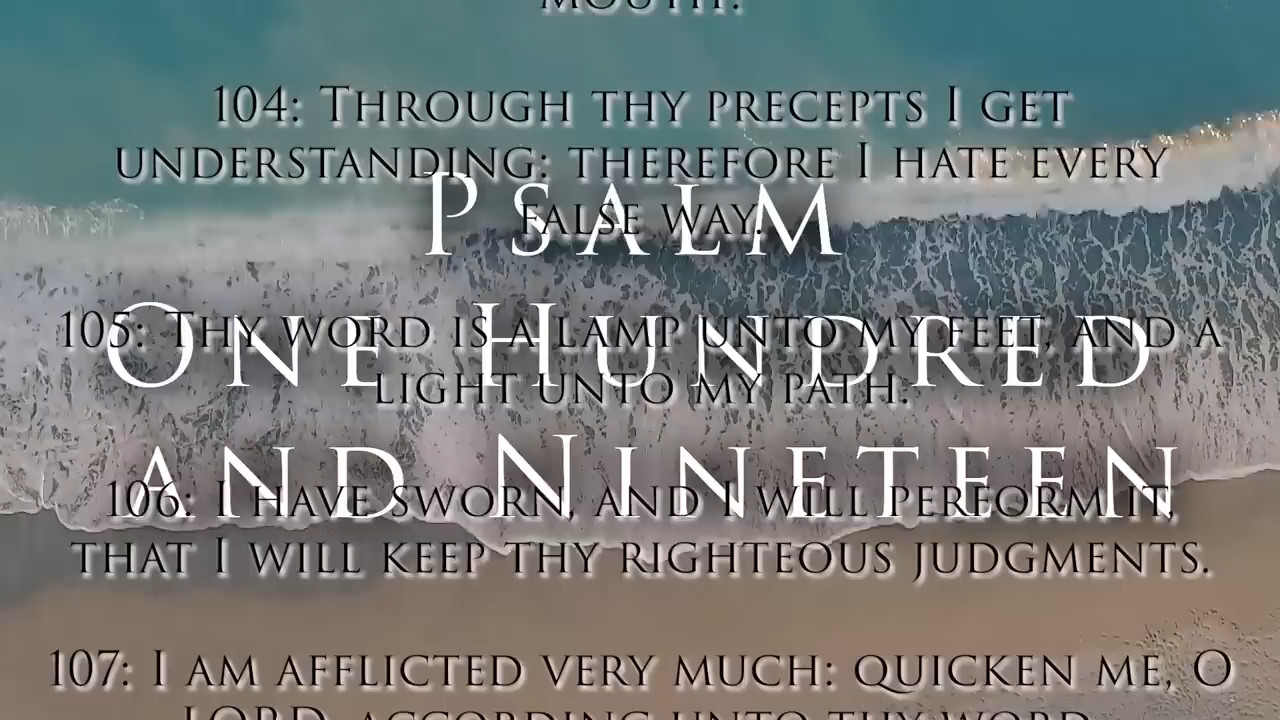 MOUTH.
104: THROUGH THY PRECEPTS I GET
UNDERSTANDING: THEREFORE I HATE EVERY
FALSE WAY.
PSALM
ONE HUNDRED
AND NINETEEN
105: THY WORD IS A LAMP UNTO MY FEET, AND A
LIGHT UNTO MY PATH.
106: I HAVE SWORN, AND I WILL PERFORM IT,
THAT I WILL KEEP THY RIGHTEOUS JUDGMENTS.
107: I AM AFFLICTED VERY MUCH: QUICKEN ME, O
LORD, ACCORDING UNTO THY WORD.